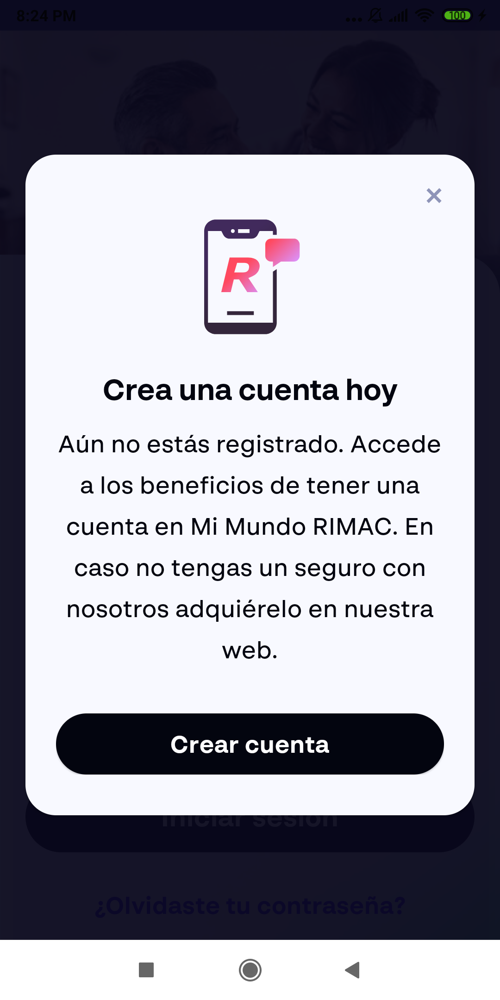 8:24 PM
100
R
Crea una cuenta hoy
Aún no estás registrado. Accede
a los beneficios de tener una
cuenta en Mi Mundo RIMAC. En
caso no tengas un seguro con
nosotros adquiérelo en nuestra
web.
Crear cuenta
Iniciar sesión
¿Olvidaste tu contraseña?